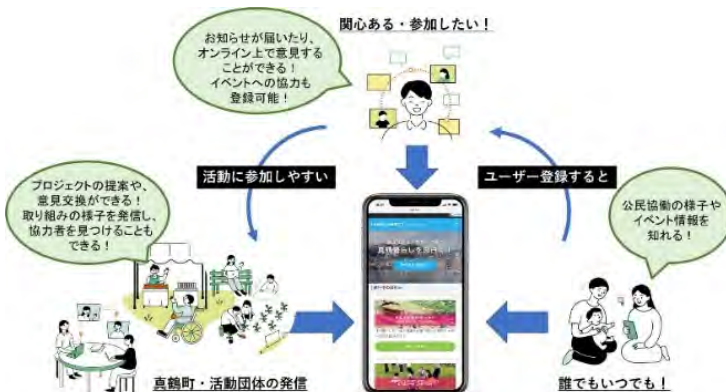 関心ある・参加したい！
お知らせが届いたり、
オンライン上で意見する
ことができる！
イベントへの協力も
登録可能！
活動に参加しやすい
ユーザー登録すると
プロジェクトの提案や、
意見交換ができる！
取り組みの様子を発信し、
協力者を見つけることも
できる！
公民協働の様子や
イベント情報を
知れる！
真鶴町・活動団体の発信
誰でもいつでも！